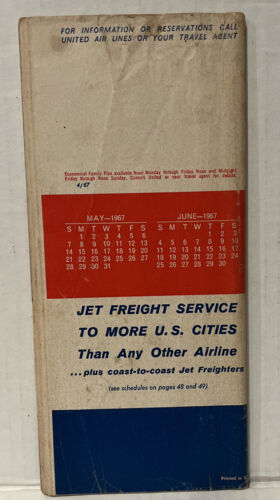 FOR INFORMATION OR RESERVATIONS CALL
UNITED AIR LINES OR YOUR TRAVEL AGENT
Economical Family Plan available Noon Monday through Friday Noon and Midnight
Friday through Noon Sunday. Consult United or your travel agent for details.
4/67
MAY—1967
S M T W T F S
1 2 3 4 5 6
7 8 9 10 11 12 13
14 15 16 17 18 19 20
21 22 23 24 25 26 27
28 29 30 31
JUNE—1967
S M T W T F S
1 2 3
4 5 6 7 8 9 10
11 12 13 14 15 16 17
18 19 20 21 22 23 24
25 26 27 28 29 30
JET FREIGHT SERVICE
TO MORE U.S. CITIES
Than Any Other Airline
...plus coast-to-coast Jet Freighters
(see schedules on pages 48 and 49)
Printed in